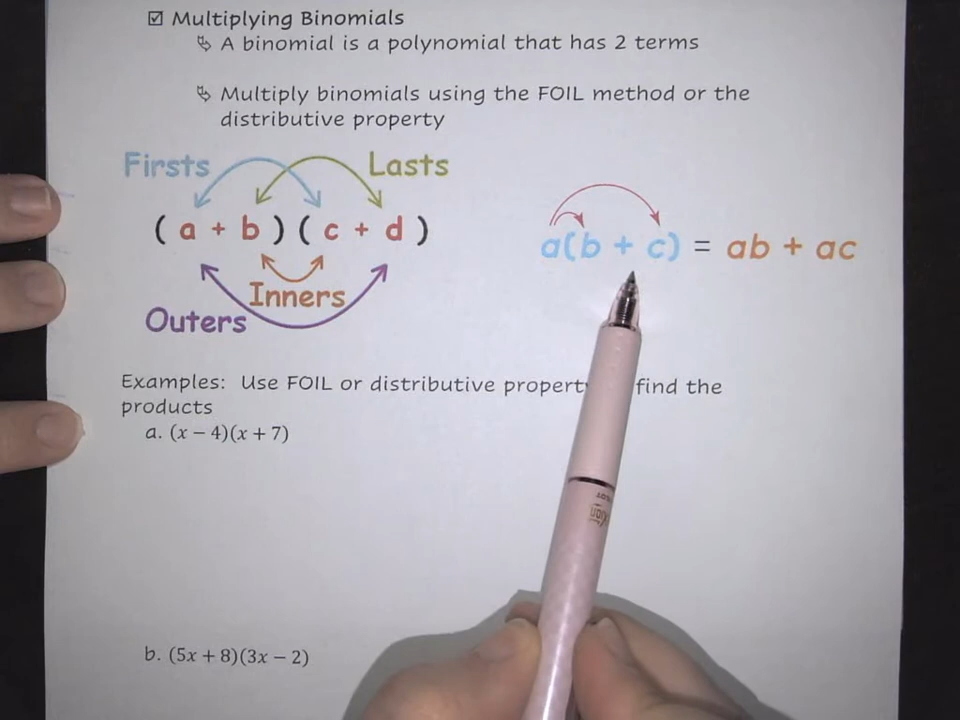 ☑ Multiplying Binomials
A binomial is a polynomial that has 2 terms
Multiply binomials using the FOIL method or the
distributive property
Firsts Lasts
( a + b ) ( c + d )
Inners
Outers
a(b + c) = ab + ac
Examples: Use FOIL or distributive property find the
products
a. (x − 4)(x + 7)
b. (5x + 8)(3x − 2)